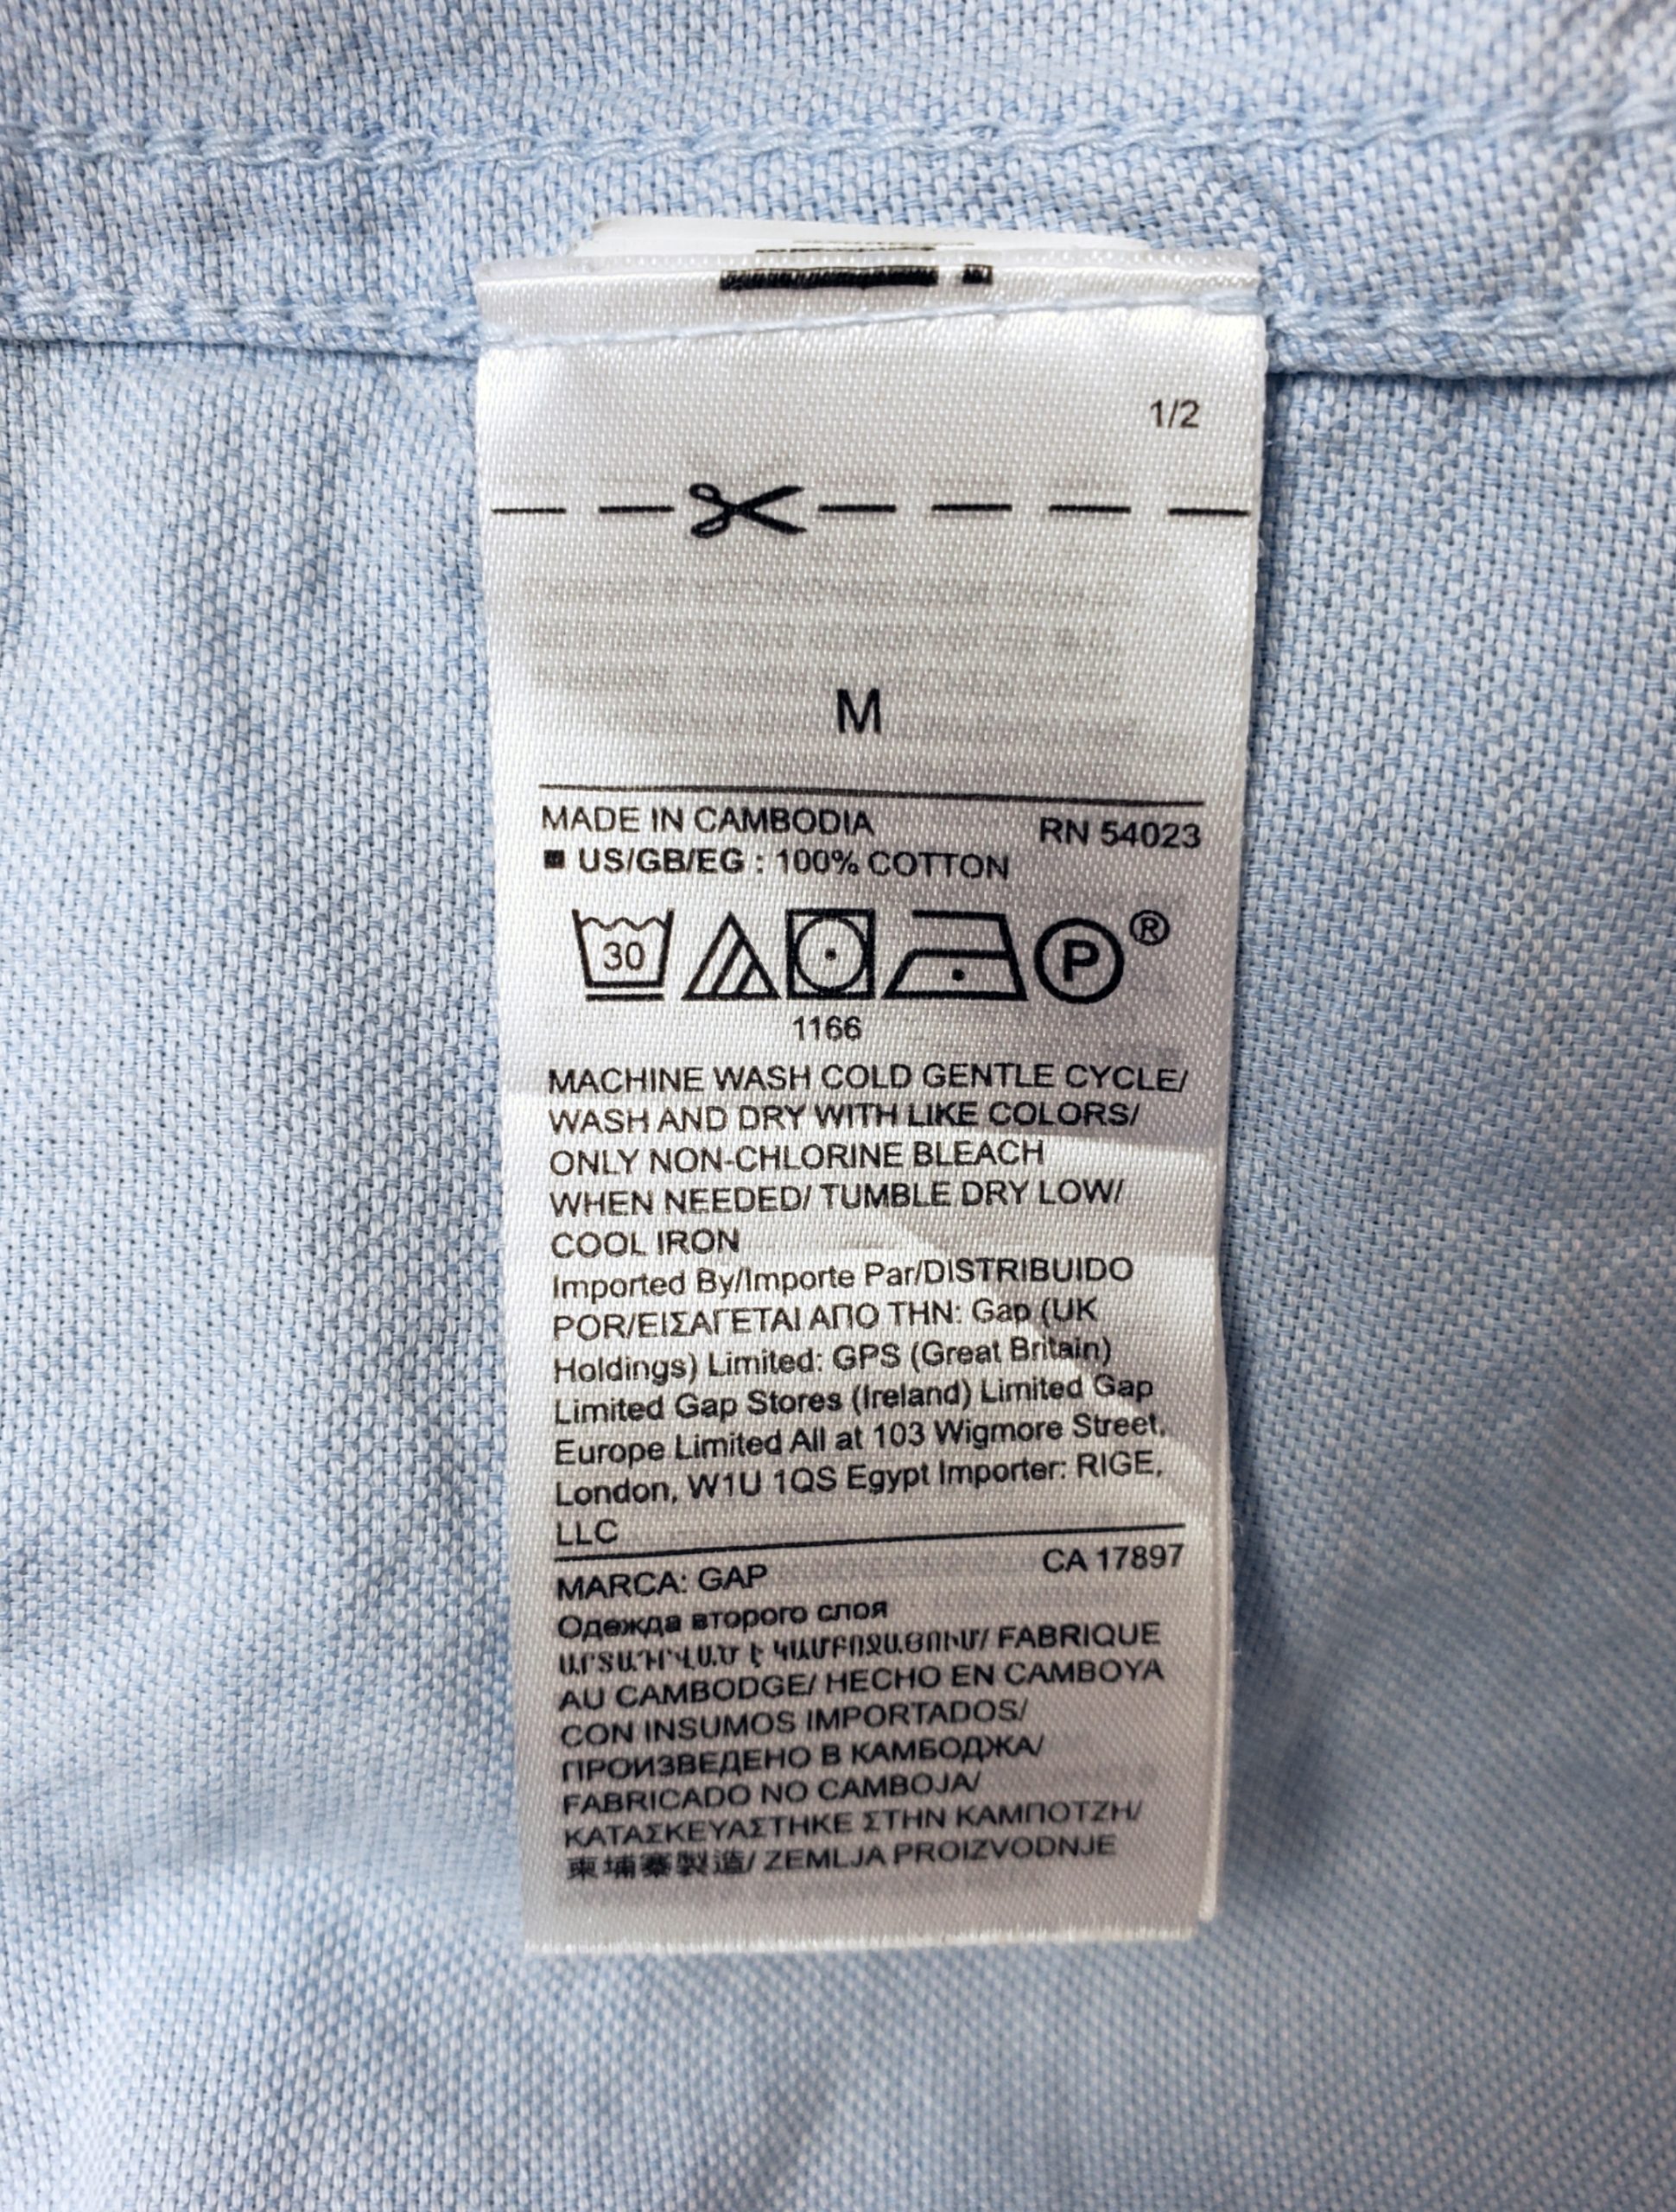 1/2
M
MADE IN CAMBODIA RN 54023
US/GB/EG : 100% COTTON
30 P ®
1166
MACHINE WASH COLD GENTLE CYCLE/
WASH AND DRY WITH LIKE COLORS/
ONLY NON-CHLORINE BLEACH
WHEN NEEDED/ TUMBLE DRY LOW/
COOL IRON
Imported By/Importe Par/DISTRIBUIDO
POR/ΕΙΣΑΓΕΤΑΙ ΑΠΟ ΤΗΝ: Gap (UK
Holdings) Limited: GPS (Great Britain)
Limited Gap Stores (Ireland) Limited Gap
Europe Limited All at 103 Wigmore Street,
London, W1U 1QS Egypt Importer: RIGE,
LLC
MARCA: GAP CA 17897
Одежда второго слоя
ԱՐՏԱԴՐՎԱԾ Է ԿԱՄԲՈՋԱՅՈՒՄ/ FABRIQUE
AU CAMBODGE/ HECHO EN CAMBOYA
CON INSUMOS IMPORTADOS/
ПРОИЗВЕДЕНО В КАМБОДЖА/
FABRICADO NO CAMBOJA/
ΚΑΤΑΣΚΕΥΑΣΤΗΚΕ ΣΤΗΝ ΚΑΜΠΟΤΖΗ/
柬埔寨製造/ ZEMLJA PROIZVODNJE